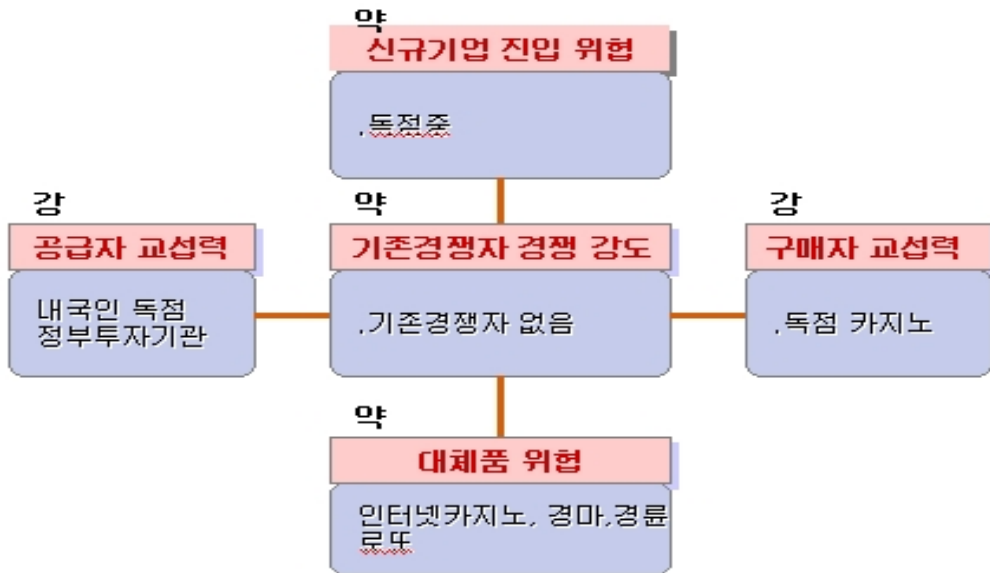 약
신규기업 진입 위협
.독점중
강
공급자 교섭력
내국인 독점
정부투자기관
약
기존경쟁자 경쟁 강도
.기존경쟁자 없음
강
구매자 교섭력
.독점 카지노
약
대체품 위협
인터넷카지노, 경마,경륜
로또